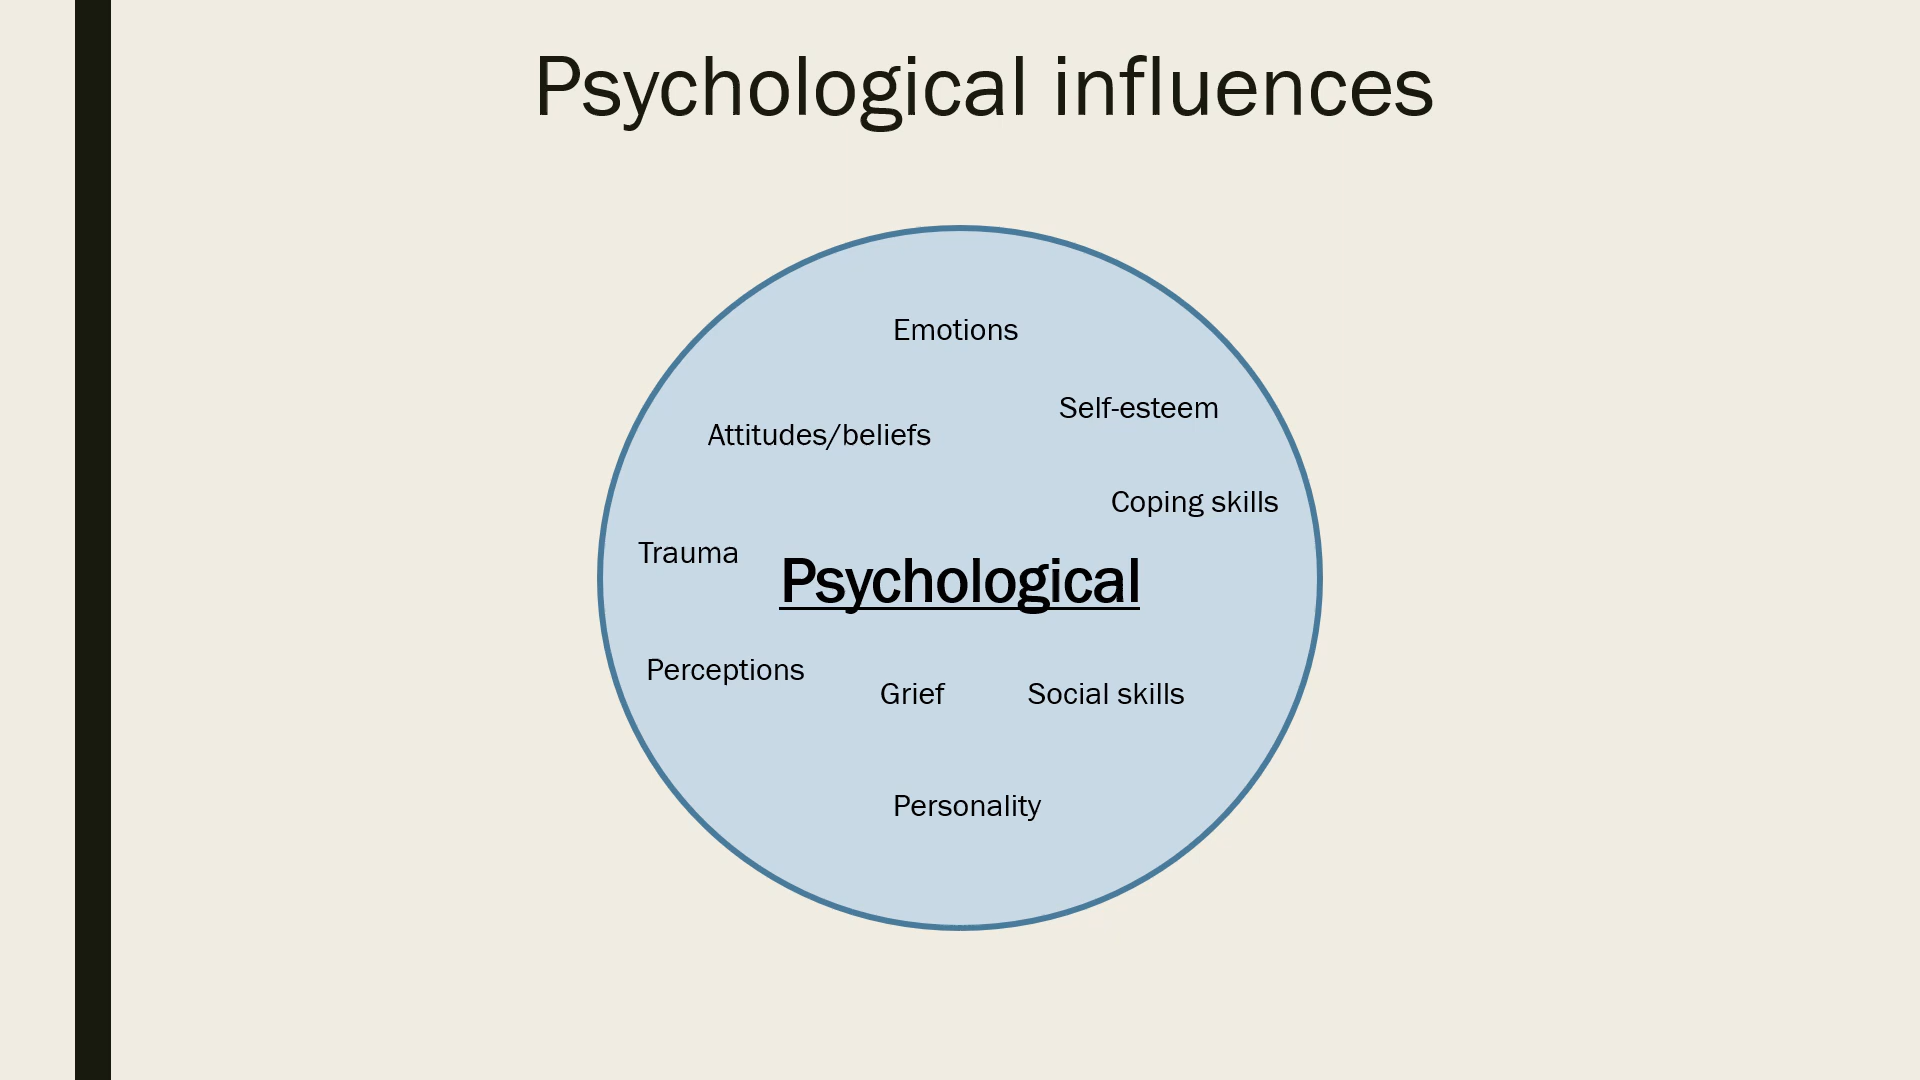 Psychological influences
Emotions
Self-esteem
Attitudes/beliefs
Coping skills
Trauma
Psychological
Perceptions
Grief
Social skills
Personality